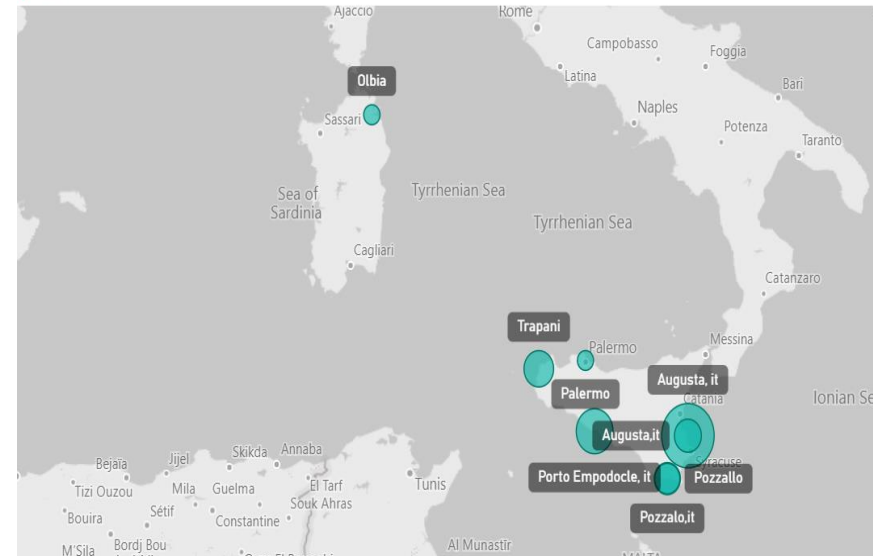 Ajaccio
Rome
Campobasso
Foggia
Latina
Bari
Olbia
Naples
Sassari
Potenza
Taranto
Sea of
Sardinia
Tyrrhenian Sea
Tyrrhenian Sea
Cagliari
Catanzaro
Trapani
Messina
Palermo
Augusta, it
Palermo
Catania
Ionian Se
Augusta,it
Syracuse
Bejaïa
Jijel
Skikda
Annaba
Porto Empodocle, it
Pozzallo
Tizi Ouzou
Mila
Guelma
El Tarf
Tunis
Souk Ahras
Bouira
Sétif
Constantine
Pozzalo,it
M'Sila
Bordj Bou
Al Munastir